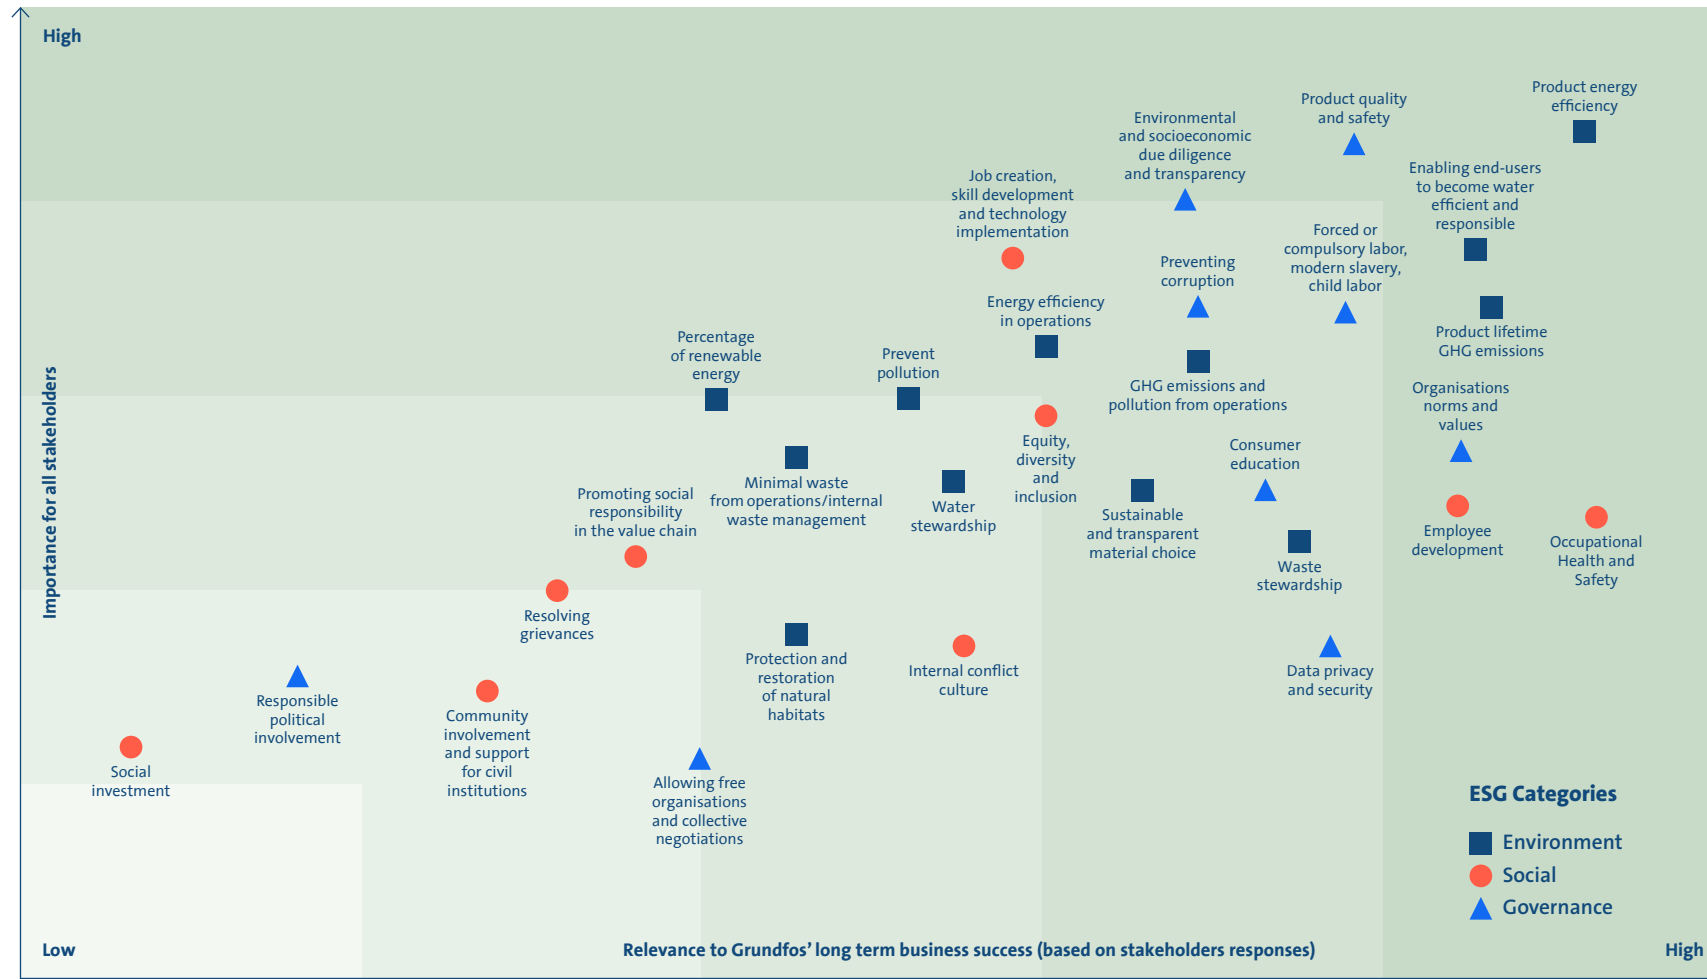 High
Product energy
efficiency
Product quality
and safety
Environmental
and socioeconomic
due diligence
and transparency
Enabling end-users
to become water
efficient and
responsible
Job creation,
skill development
and technology
implementation
Forced or
compulsory labor,
modern slavery,
child labor
Preventing
corruption
Energy efficiency
in operations
Product lifetime
GHG emissions
Percentage
of renewable
energy
Prevent
pollution
GHG emissions and
pollution from operations
Organisations
norms and
values
Importance for all stakeholders
Equity,
diversity
and
inclusion
Consumer
education
Minimal waste
from operations/internal
waste management
Promoting social
responsibility
in the value chain
Water
stewardship
Sustainable
and transparent
material choice
Employee
development
Occupational
Health and
Safety
Waste
stewardship
Resolving
grievances
Protection and
restoration
of natural
habitats
Internal conflict
culture
Data privacy
and security
Responsible
political
involvement
Community
involvement
and support
for civil
institutions
Social
investment
Allowing free
organisations
and collective
negotiations
ESG Categories
Environment
Social
Governance
Low
Relevance to Grundfos’ long term business success (based on stakeholders responses)
High